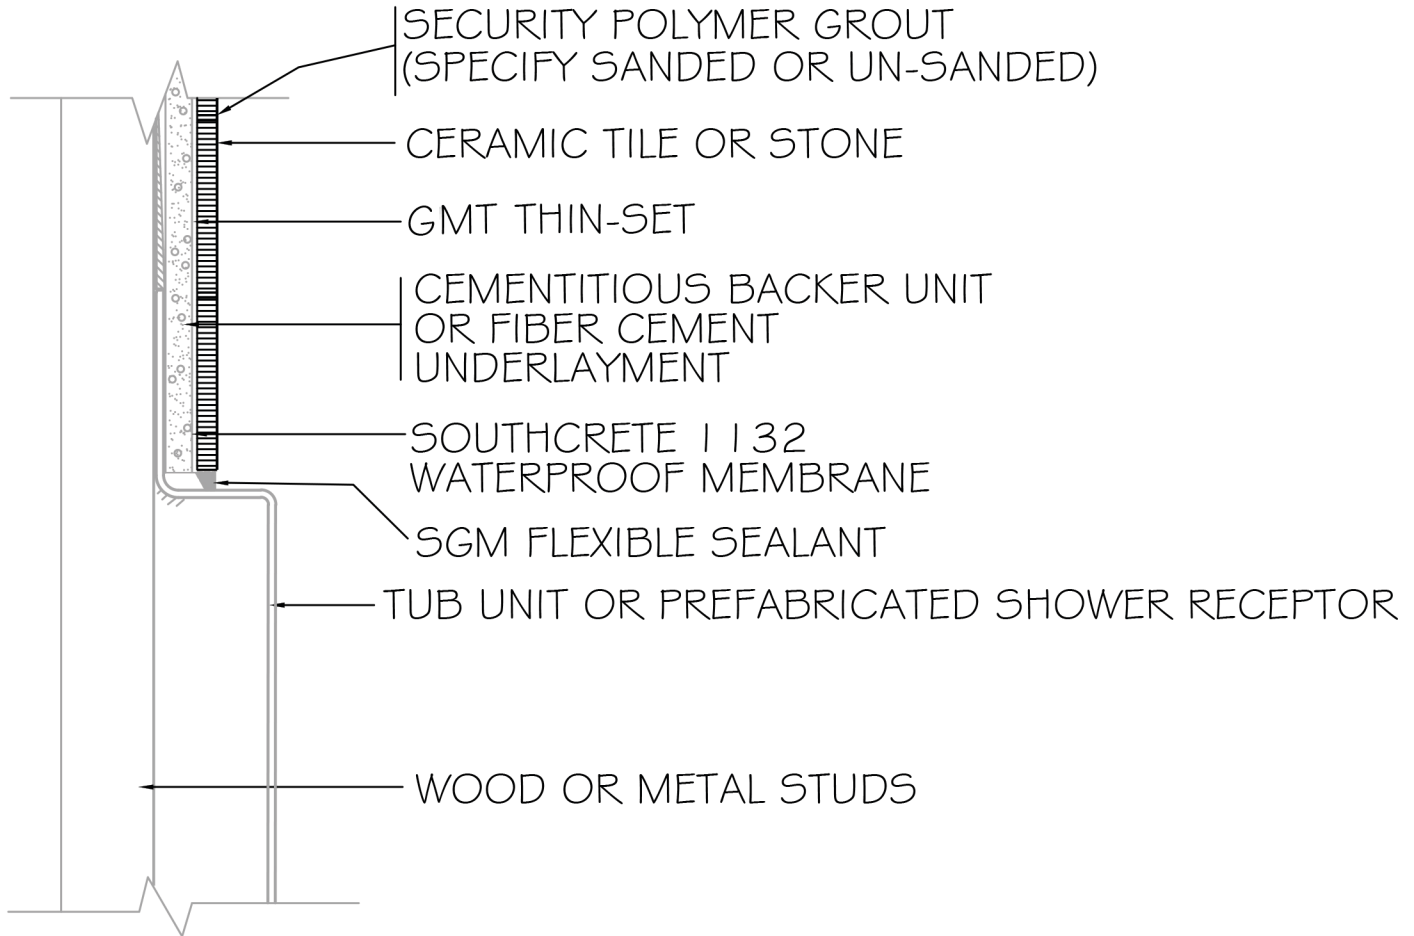 SECURITY POLYMER GROUT
(SPECIFY SANDED OR UN-SANDED)
CERAMIC TILE OR STONE
GMT THIN-SET
CEMENTITIOUS BACKER UNIT
OR FIBER CEMENT
UNDERLAYMENT
SOUTHCRETE 1132
WATERPROOF MEMBRANE
SGM FLEXIBLE SEALANT
TUB UNIT OR PREFABRICATED SHOWER RECEPTOR
WOOD OR METAL STUDS